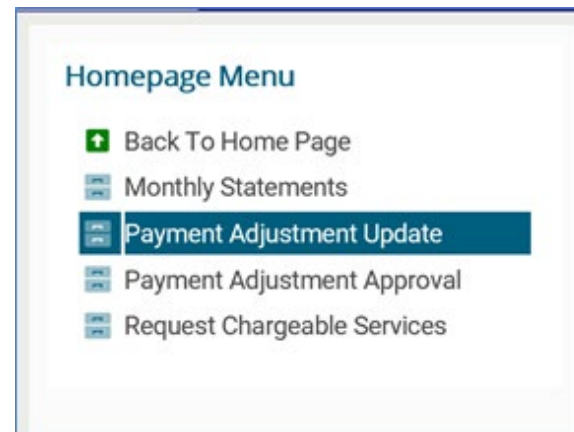 Homepage Menu
Back To Home Page
Monthly Statements
Payment Adjustment Update
Payment Adjustment Approval
Request Chargeable Services